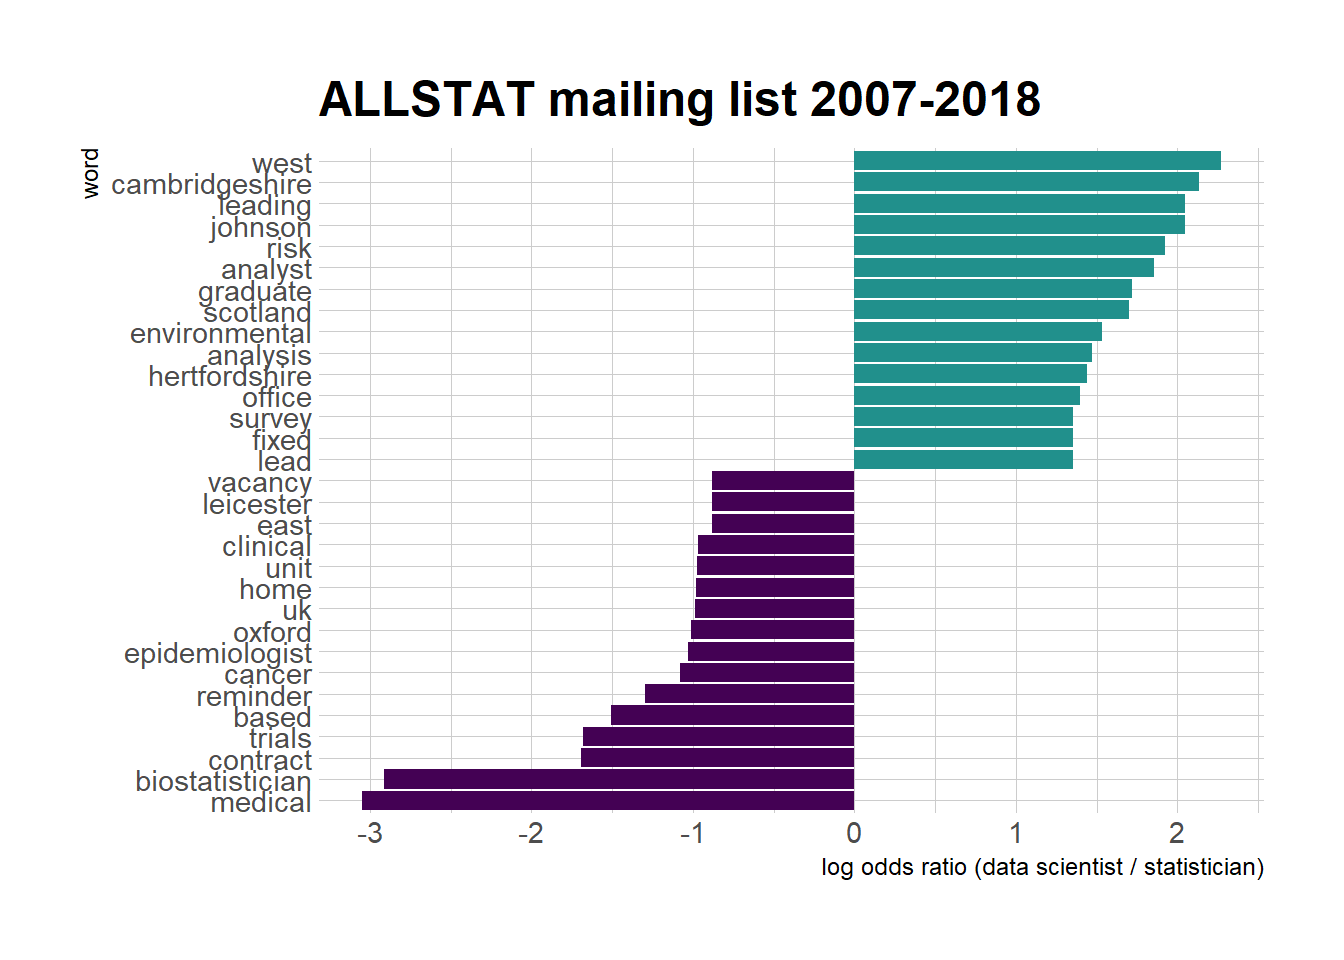 ALLSTAT mailing list 2007-2018
word
west
cambridgeshire
leading
johnson
risk
analyst
graduate
scotland
environmental
analysis
hertfordshire
office
survey
fixed
lead
vacancy
leicester
east
clinical
unit
home
uk
oxford
epidemiologist
cancer
reminder
based
trials
contract
biostatistician
medical
-3 -2 -1 0 1 2
log odds ratio (data scientist / statistician)